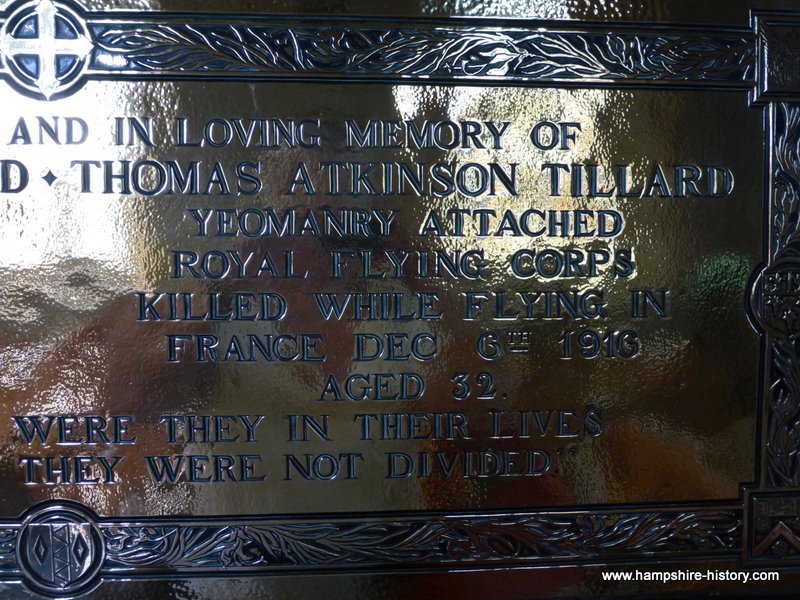 AND IN LOVING MEMORY OF
D • THOMAS ATKINSON TILLARD
YEOMANRY ATTACHED
ROYAL FLYING CORPS
KILLED WHILE FLYING IN
FRANCE DEC 6TH 1916
AGED 32.
WERE THEY IN THEIR LIVES
THEY WERE NOT DIVIDED"
www.hampshire-history.com